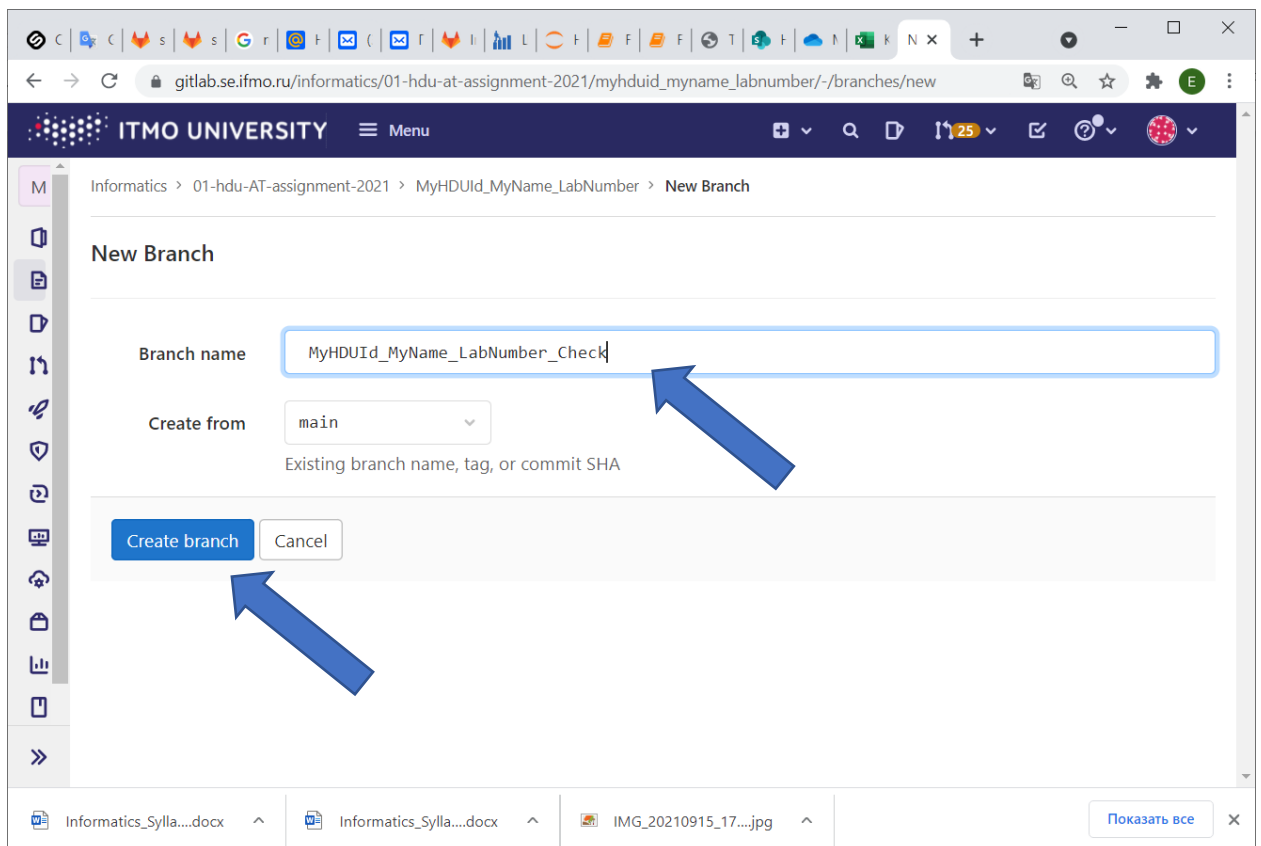 gitlab.se.ifmo.ru/informatics/01-hdu-at-assignment-2021/myhduid_myname_labnumber/-/branches/new
E
ITMO UNIVERSITY
Menu
25
M
Informatics > 01-hdu-AT-assignment-2021 > MyHDUId_MyName_LabNumber > New Branch
New Branch
Branch name
MyHDUId_MyName_LabNumber_Check
Create from
main
Existing branch name, tag, or commit SHA
Create branch
Cancel
Informatics_Sylla....docx
Informatics_Sylla....docx
IMG_20210915_17....jpg
Показать все